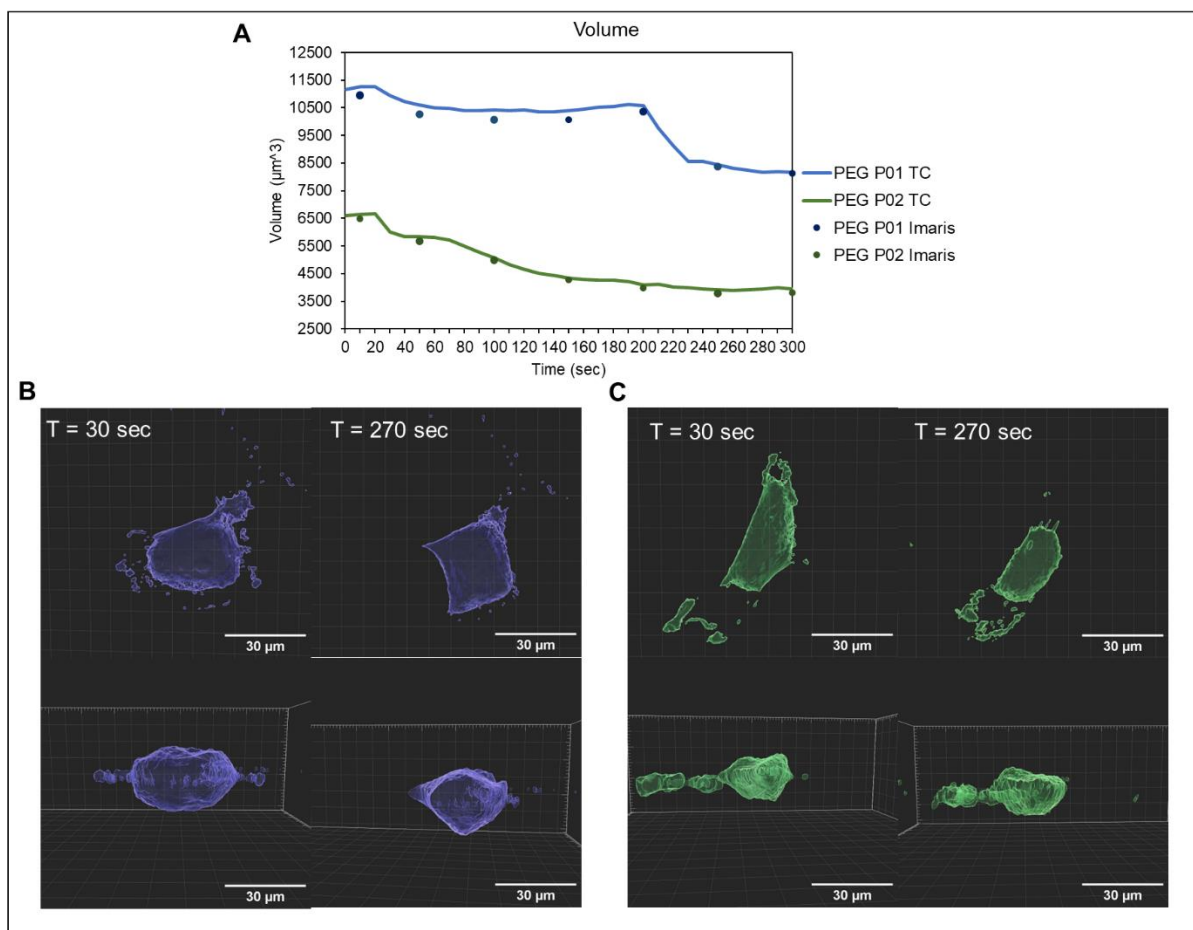 A
Volume
12500
11500
10500
9500
8500
7500
6500
5500
4500
3500
2500
Volume (µm^3)
0 20 40 60 80 100 120 140 160 180 200 220 240 260 280 300
Time (sec)
PEG P01 TC
PEG P02 TC
PEG P01 Imaris
PEG P02 Imaris
B
T = 30 sec
T = 270 sec
30 µm
30 µm
30 µm
30 µm
C
T = 30 sec
T = 270 sec
30 µm
30 µm
30 µm
30 µm